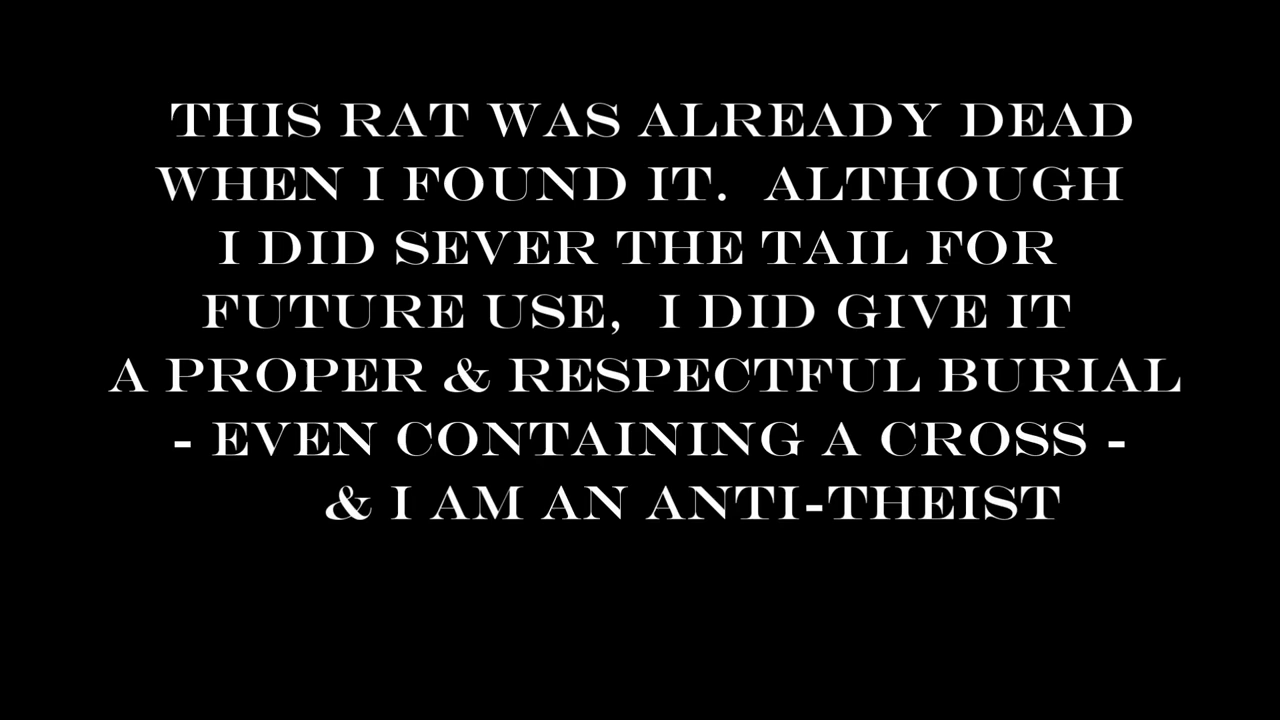 THIS RAT WAS ALREADY DEAD
WHEN I FOUND IT. ALTHOUGH
I DID SEVER THE TAIL FOR
FUTURE USE, I DID GIVE IT
A PROPER & RESPECTFUL BURIAL
- EVEN CONTAINING A CROSS -
& I AM AN ANTI-THEIST